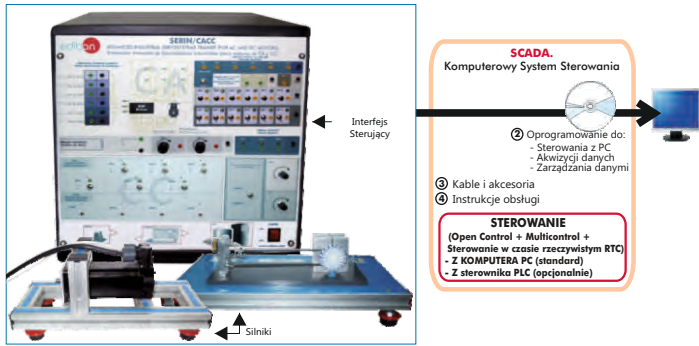 edibon
SERIN/CACC
Interfejs
Sterujący
Silniki
SCADA.
Komputerowy System Sterowania
② Oprogramowanie do:
- Sterowania z PC
- Akwizycji danych
- Zarządzania danymi
③ Kable i akcesoria
④ Instrukcje obsługi
STEROWANIE
(Open Control + Multicontrol +
Sterowanie w czasie rzeczywistym RTC)
- Z KOMPUTERA PC (standard)
- Z sterownika PLC (opcjonalnie)